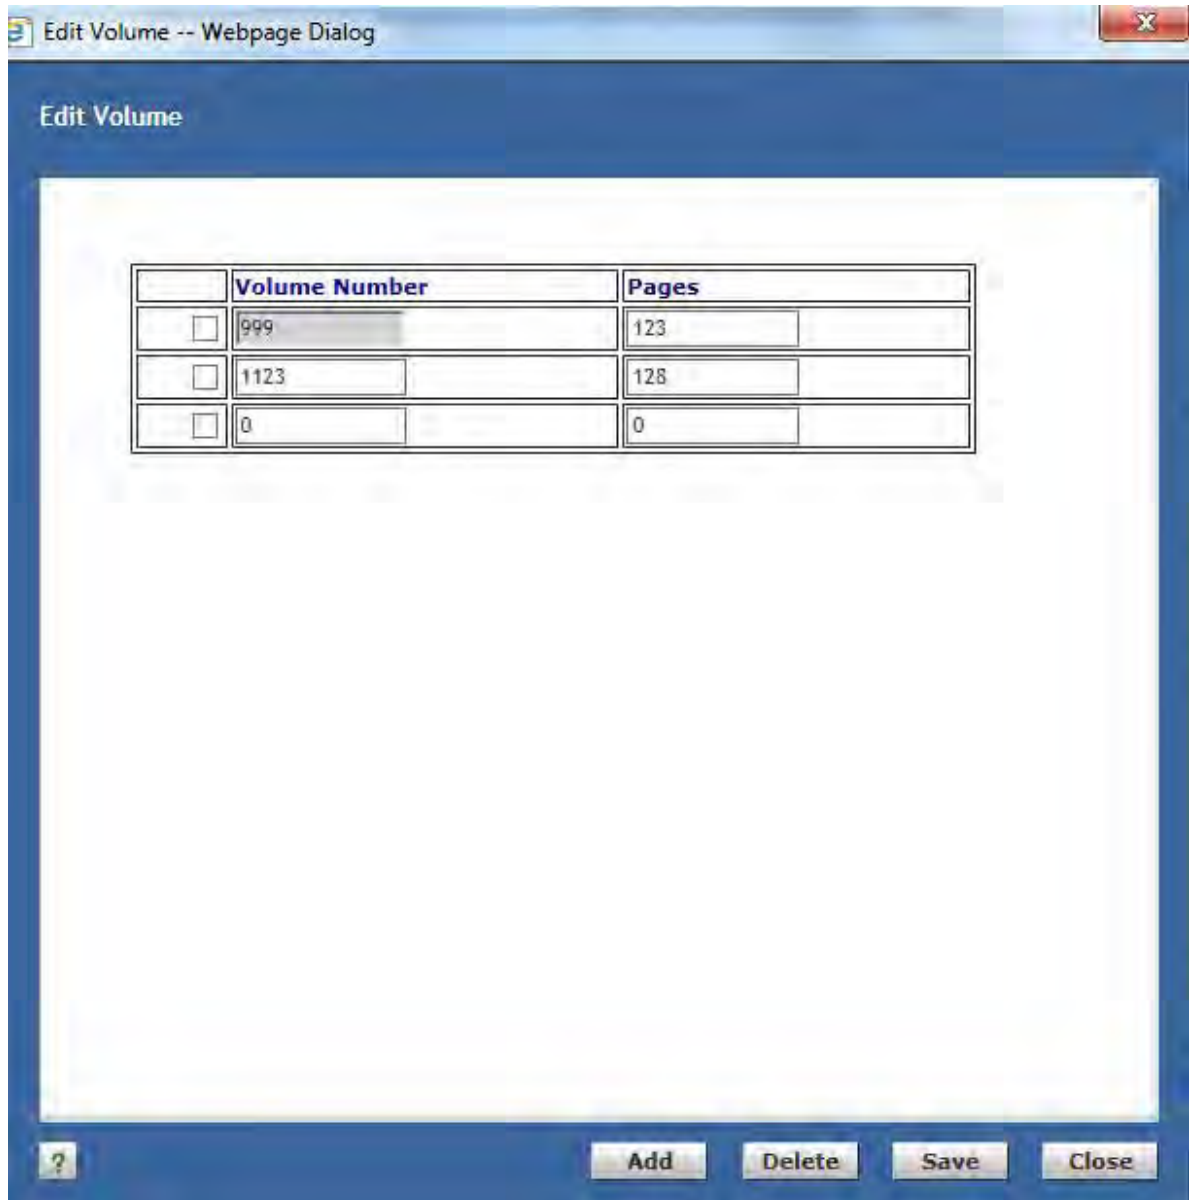 Edit Volume -- Webpage Dialog
X
Edit Volume
Volume Number Pages
999 123
1123 128
0 0
? Add Delete Save Close